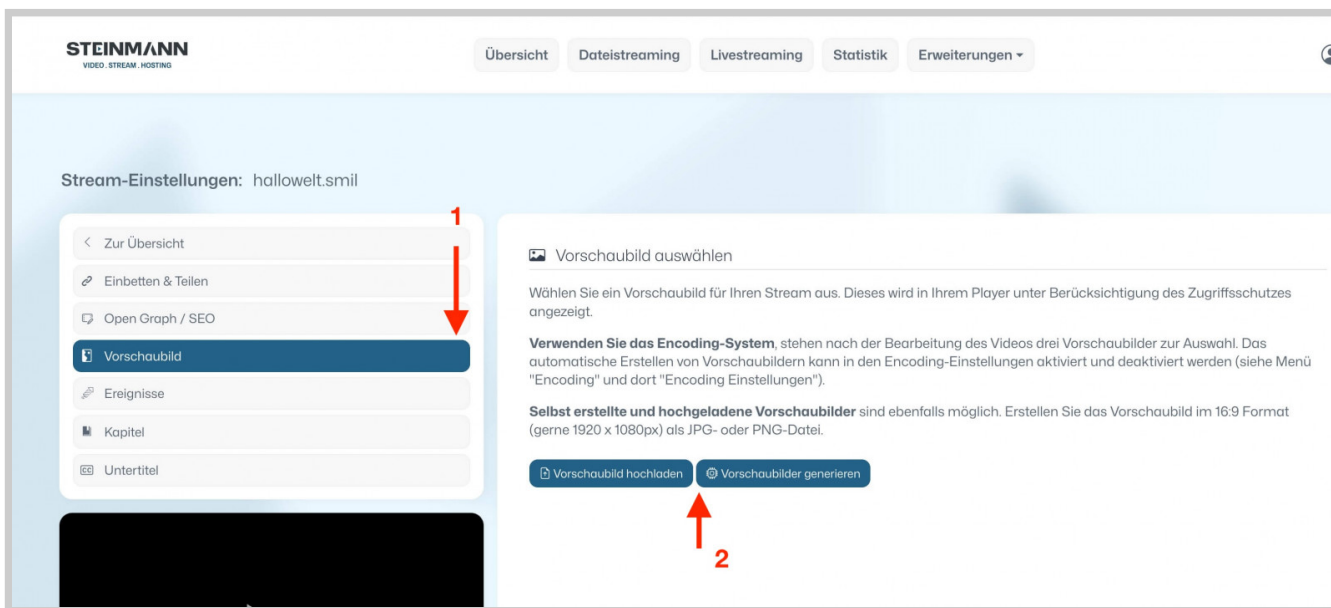 STEINMANN
VIDEO . STREAM . HOSTING
Übersicht
Dateistreaming
Livestreaming
Statistik
Erweiterungen
Stream-Einstellungen: hallowelt.smil
1
Zur Übersicht
Einbetten & Teilen
Open Graph / SEO
Vorschaubild
Ereignisse
Kapitel
CC Untertitel
Vorschaubild auswählen
Wählen Sie ein Vorschaubild für Ihren Stream aus. Dieses wird in Ihrem Player unter Berücksichtigung des Zugriffsschutzes
angezeigt.
Verwenden Sie das Encoding-System, stehen nach der Bearbeitung des Videos drei Vorschaubilder zur Auswahl. Das
automatische Erstellen von Vorschaubildern kann in den Encoding-Einstellungen aktiviert und deaktiviert werden (siehe Menü
"Encoding" und dort "Encoding Einstellungen").
Selbst erstellte und hochgeladene Vorschaubilder sind ebenfalls möglich. Erstellen Sie das Vorschaubild im 16:9 Format
(gerne 1920 x 1080px) als JPG- oder PNG-Datei.
Vorschaubild hochladen
Vorschaubilder generieren
2